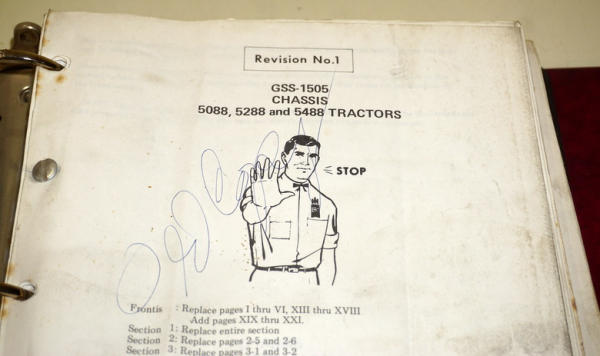 Revision No.1
GSS-1505
CHASSIS
5088, 5288 and 5488 TRACTORS
STOP
Frontis : Replace pages I thru VI, XIII thru XVIII
Add pages XIX thru XXI.
Section 1: Replace entire section
Section 2: Replace pages 2-5 and 2-6
Section 3: Replace pages 3-1 and 3-2